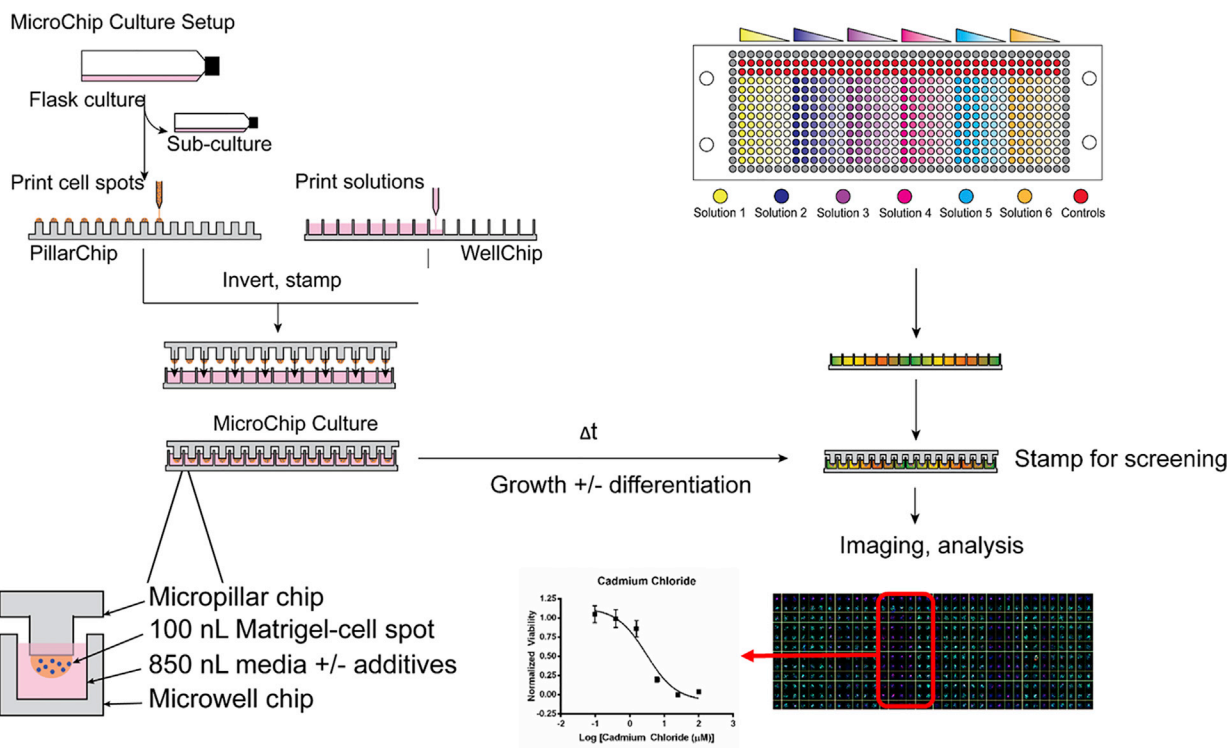 MicroChip Culture Setup
Flask culture
Sub-culture
Print cell spots
Print solutions
PillarChip
WellChip
Invert, stamp
MicroChip Culture
Micropillar chip
100 nL Matrigel-cell spot
850 nL media +/- additives
Microwell chip
Δt
Growth +/- differentiation
Solution 1
Solution 2
Solution 3
Solution 4
Solution 5
Solution 6
Controls
Stamp for screening
Imaging, analysis
Cadmium Chloride
Normalized Viability
1.25
1.00
0.75
0.50
0.25
0.00
-0.25
-2
-1
0
1
2
3
Log [Cadmium Chloride (μM)]